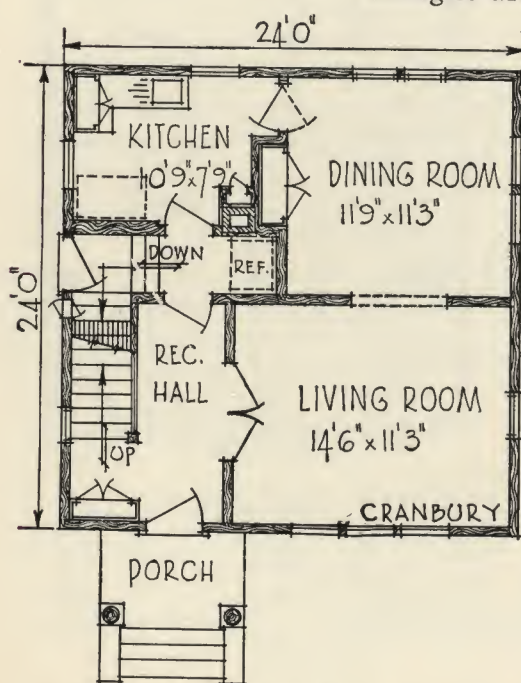 24'0"
24'0"
KITCHEN
10'9"x7'9"
DINING ROOM
11'9"x11'3"
DOWN
REF.
REC.
HALL
LIVING ROOM
14'6"x11'3"
UP
CRANBURY
PORCH